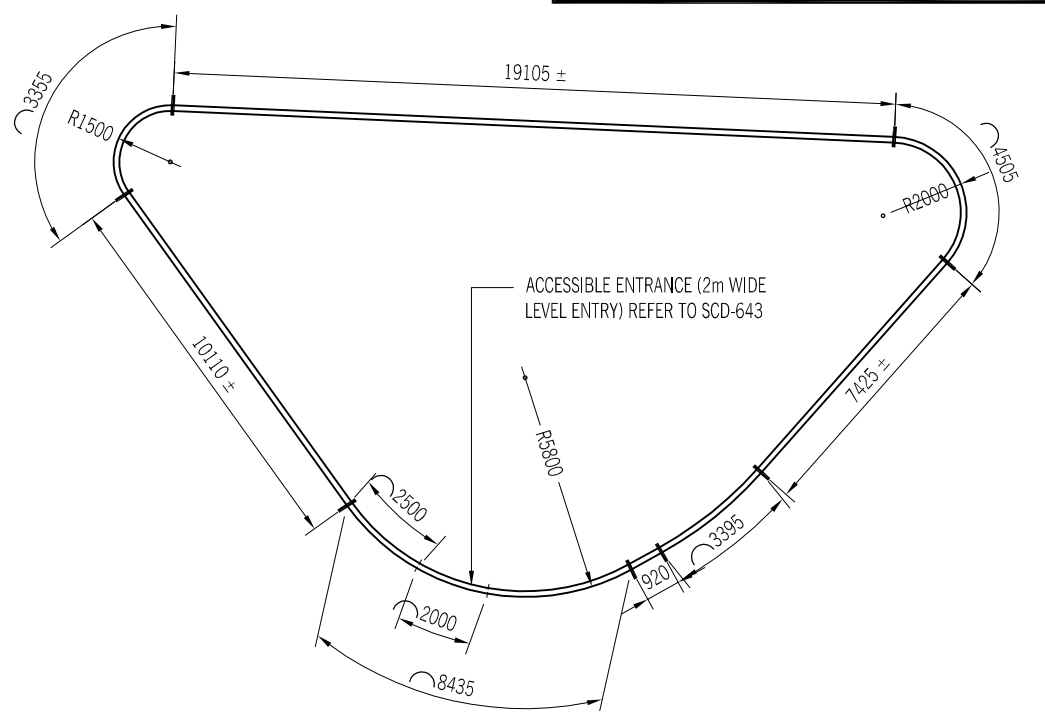 19105 ±
⌒3355
R1500
⌒4505
R2000
ACCESSIBLE ENTRANCE (2m WIDE
LEVEL ENTRY) REFER TO SCD-643
10110 ±
7425 ±
R5800
⌒2500
⌒3395
920
⌒2000
⌒8435